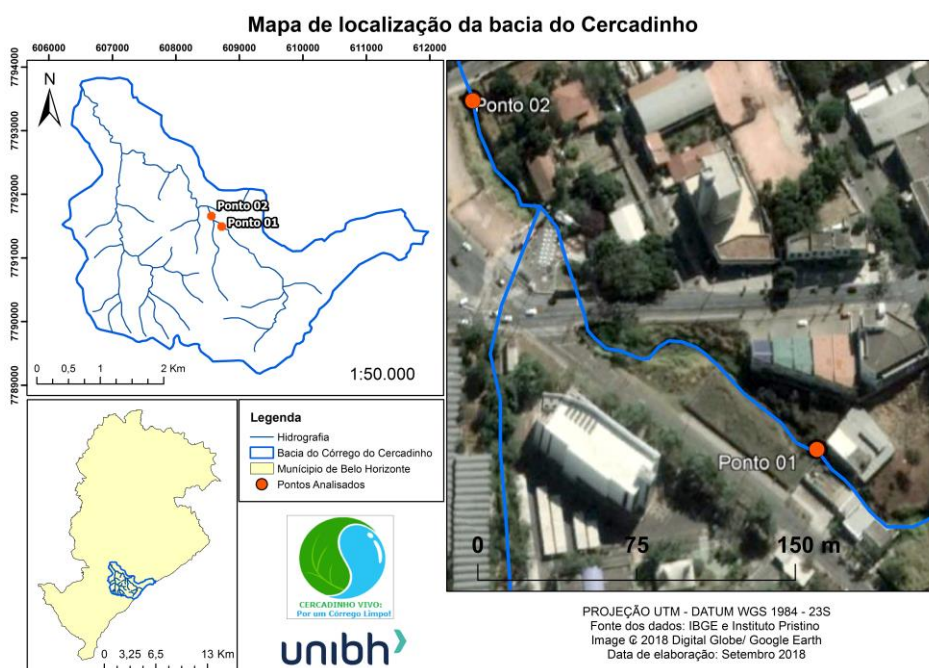 Mapa de localização da bacia do Cercadinho
606000 607000 608000 609000 610000 611000 612000
7794000
7793000
7792000
7791000
7790000
7789000
N
Ponto 02
Ponto 01
0 0,5 1 2 Km
1:50.000
Ponto 02
Ponto 01
0 75 150 m
Legenda
Hidrografia
Bacia do Córrego do Cercadinho
Munícipio de Belo Horizonte
Pontos Analisados
0 3,25 6,5 13 Km
CERCADINHO VIVO:
Por um Córrego Limpo!
unibh
PROJEÇÃO UTM - DATUM WGS 1984 - 23S
Fonte dos dados: IBGE e Instituto Pristino
Image © 2018 Digital Globe/ Google Earth
Data de elaboração: Setembro 2018